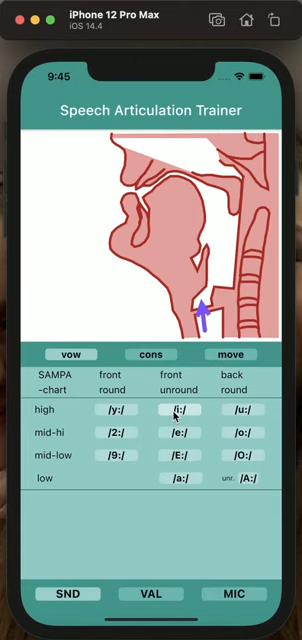 iPhone 12 Pro Max
iOS 14.4
9:45
Speech Articulation Trainer
vow cons move
SAMPA front front back
-chart round unround round
high /y:/ /i:/ /u:/
mid-hi /2:/ /e:/ /o:/
mid-low /9:/ /E:/ /O:/
low /a:/ unr. /A:/
SND VAL MIC